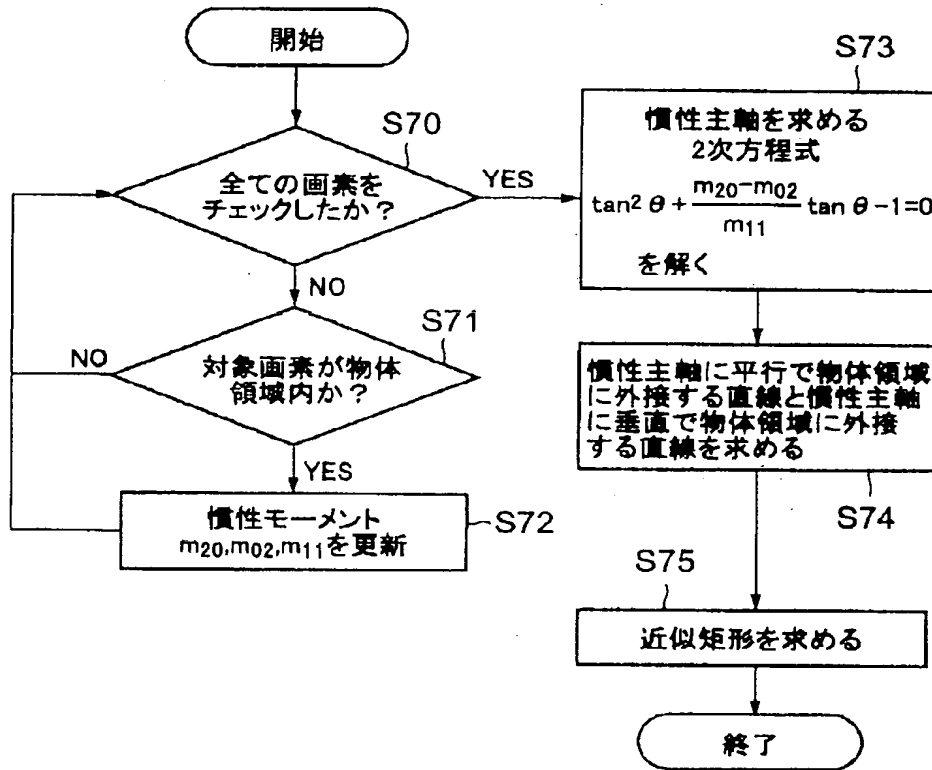 開始
S70
全ての画素を
チェックしたか？
YES
NO
S71
対象画素が物体
領域内か？
NO
YES
慣性モーメント
m20,m02,m11を更新
S72
S73
慣性主軸を求める
2次方程式
tan² θ + (m20−m02)/m11 tan θ −1=0
を解く
慣性主軸に平行で物体領域
に外接する直線と慣性主軸
に垂直で物体領域に外接
する直線を求める
S74
S75
近似矩形を求める
終了